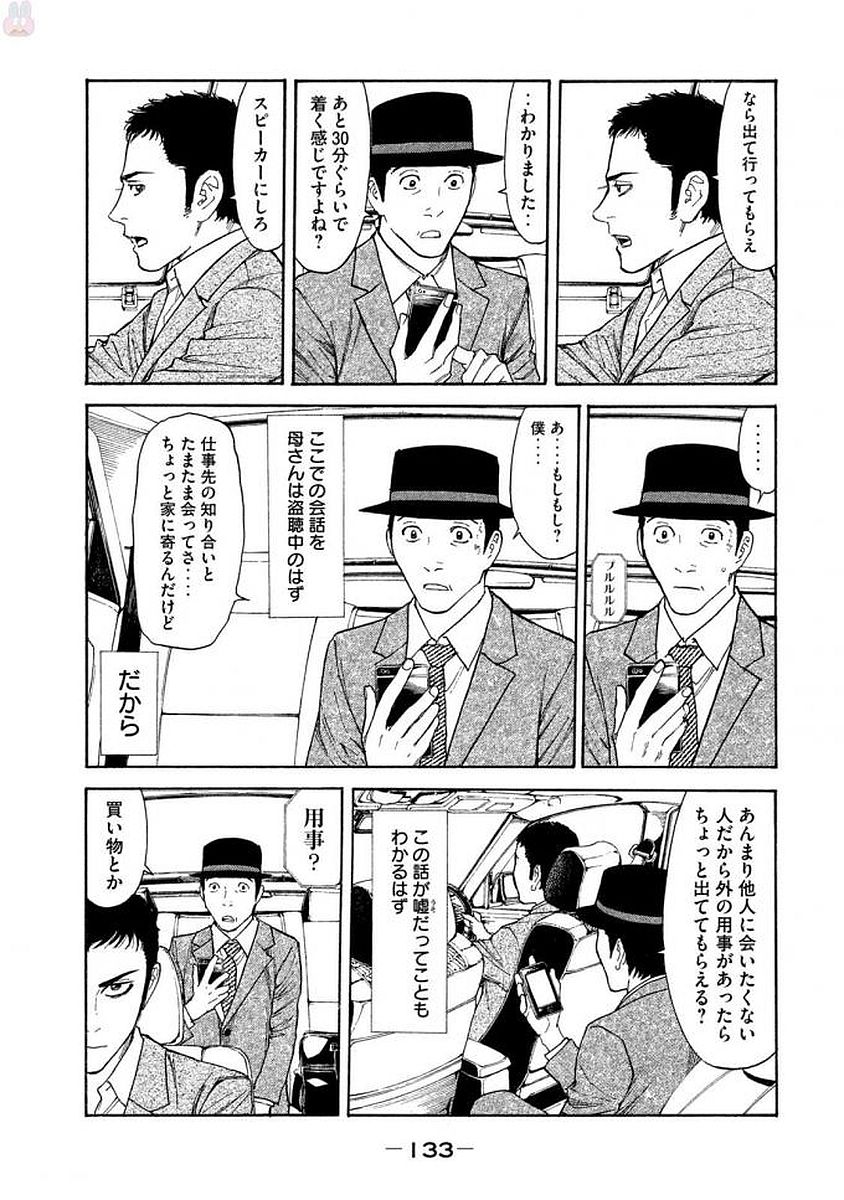 なら出て行ってもらえ
‥わかりました‥
あと30分ぐらいで
着く感じですよね?
スピーカーにしろ
‥‥‥
プルルルル
あ‥‥もしもし?
僕‥‥
ここでの会話を
母さんは盗聴中のはず
仕事先の知り合いと
たまたま会ってさ‥‥
ちょっと家に寄るんだけど
だから
あんまり他人に会いたくない
人だから外の用事があったら
ちょっと出ててもらえる?
この話が嘘だってことも
うそ
わかるはず
用事?
買い物とか
—133—